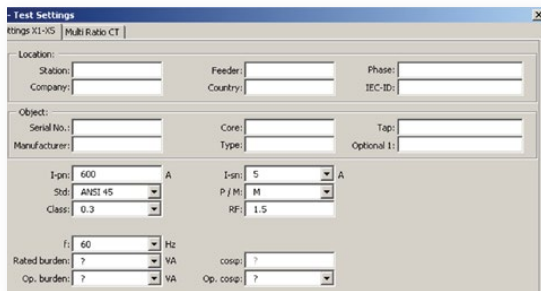 - Test Settings
ttings X1-X5 Multi Ratio CT
Location:
Station: Feeder: Phase:
Company: Country: IEC-ID:
Object:
Serial No.: Core: Tap:
Manufacturer: Type: Optional 1:
I-pn: 600 A I-sn: 5 A
Std: ANSI 45 P / M: M
Class: 0.3 RF: 1.5
f: 60 Hz
Rated burden: ? VA cosφ: ?
Op. burden: ? VA Op. cosφ: ?